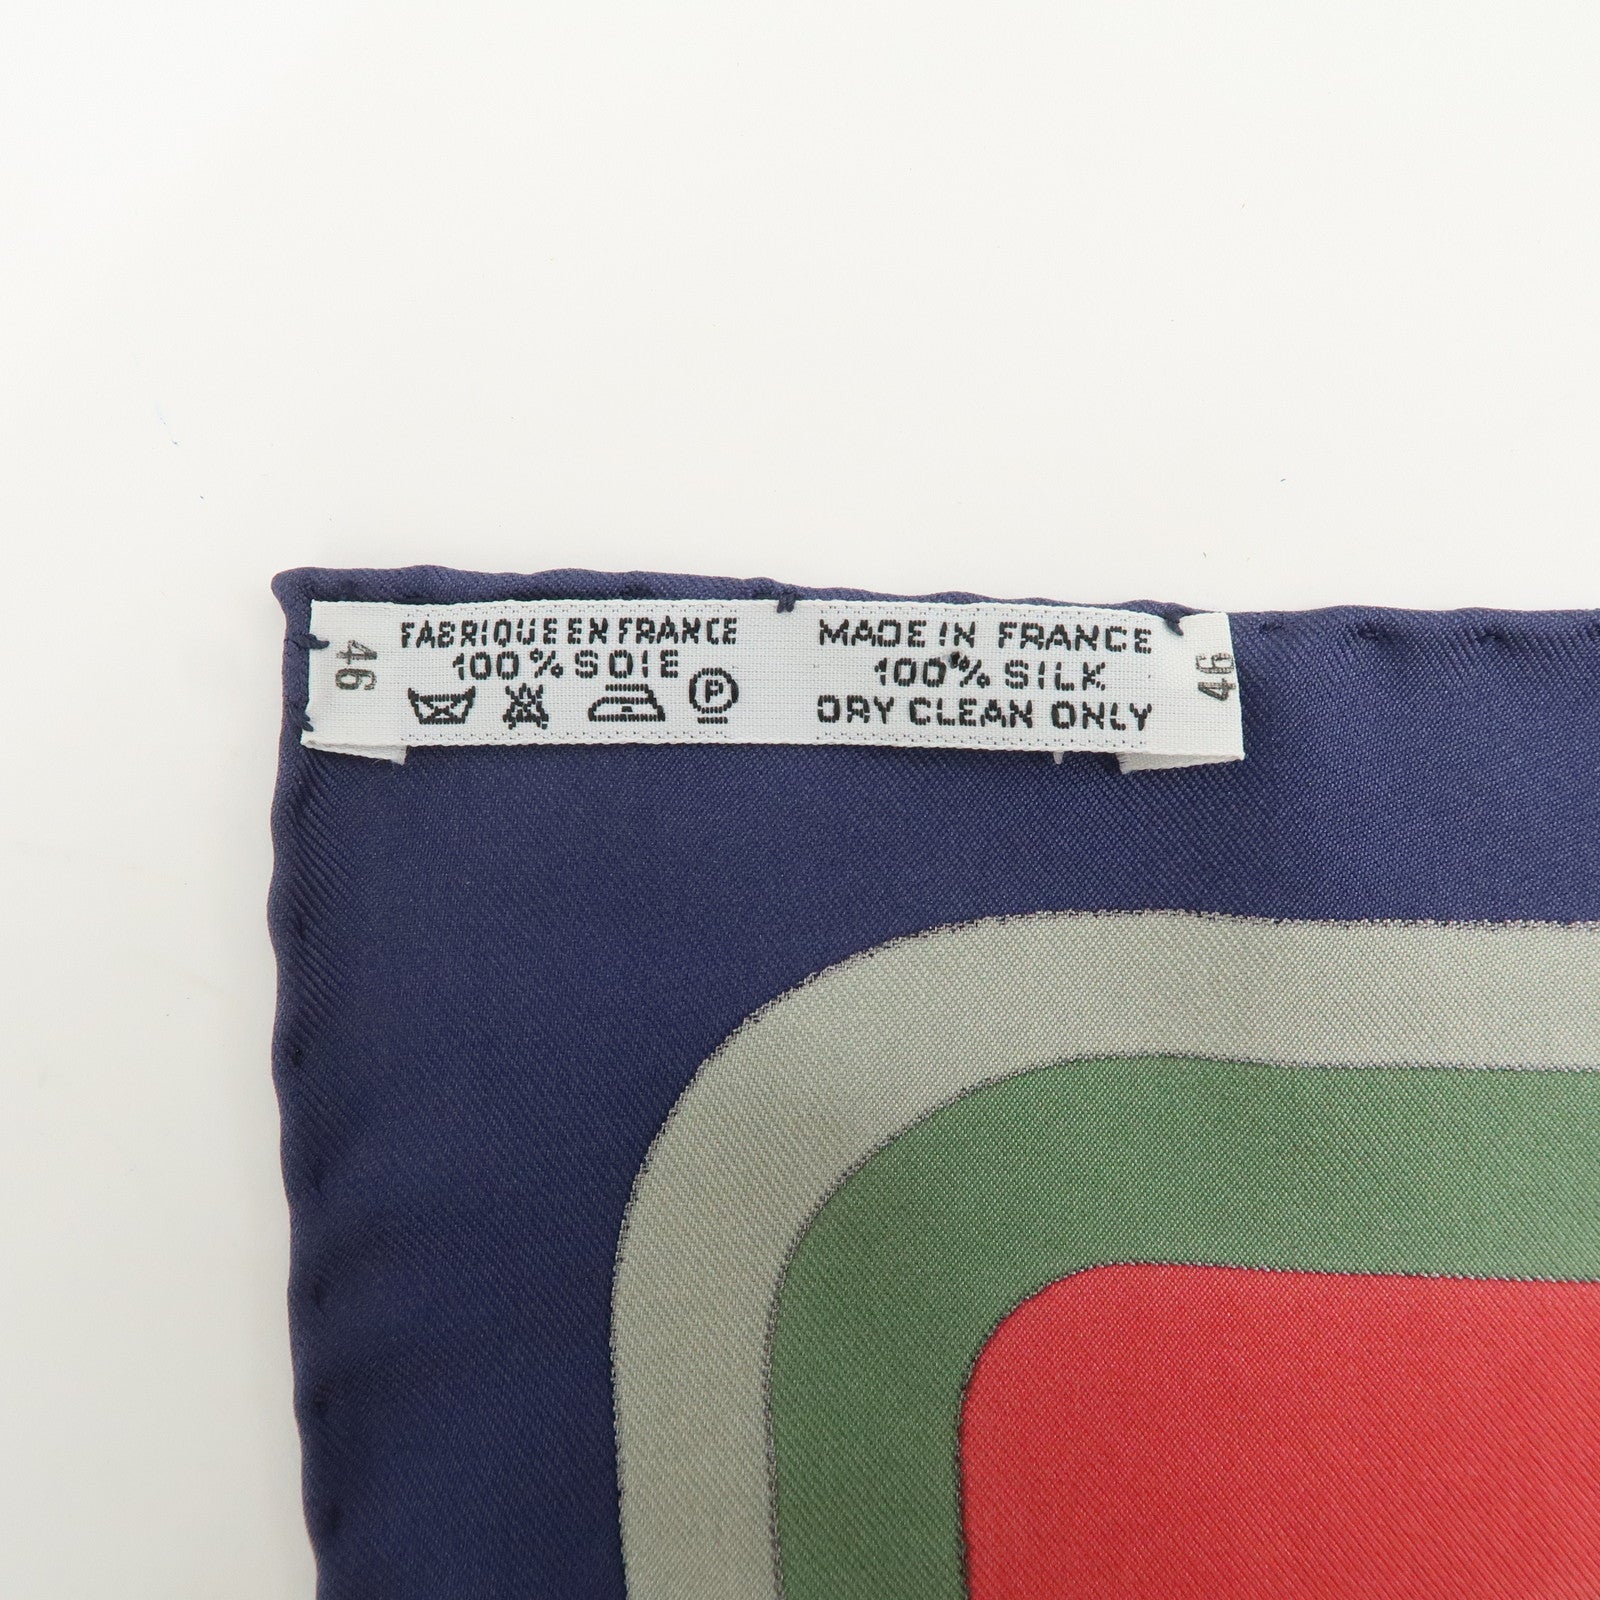 46
FABRIQUE EN FRANCE
100% SOIE
P
MADE IN FRANCE
100% SILK
DRY CLEAN ONLY
46